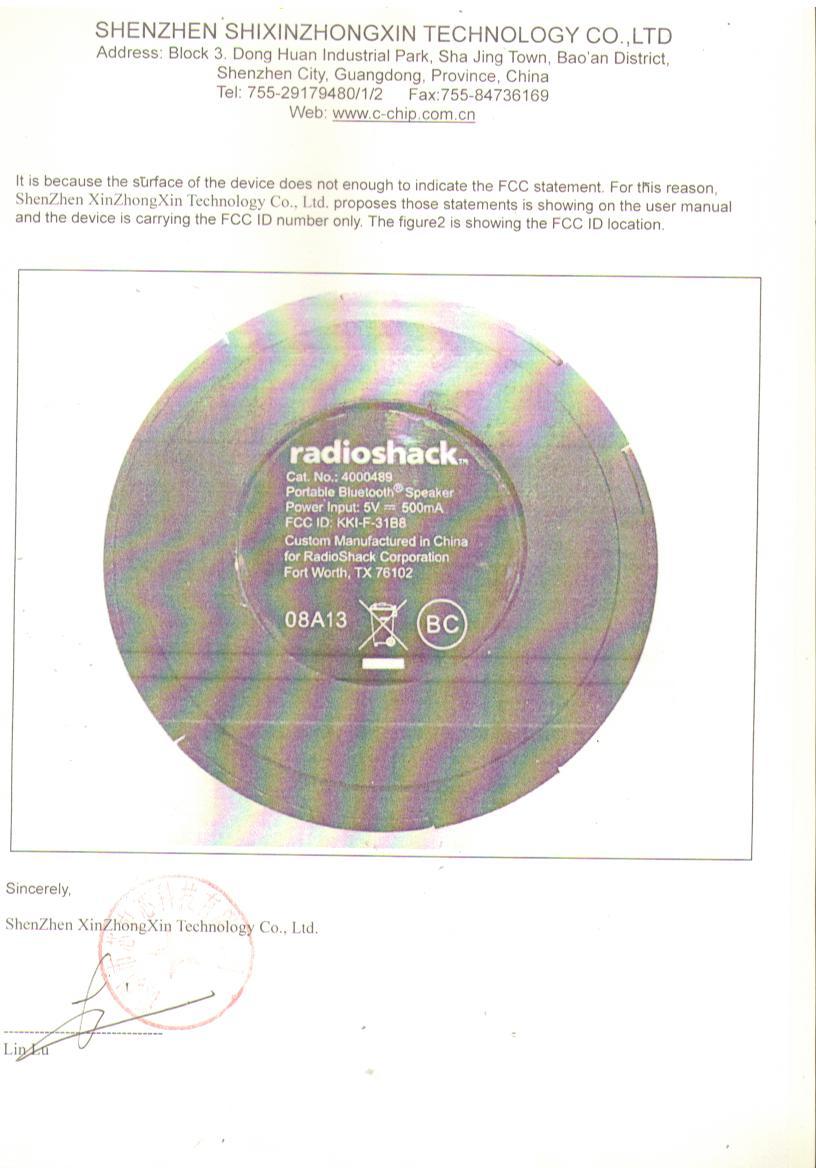 SHENZHEN SHIXINZHONGXIN TECHNOLOGY CO.,LTD
Address: Block 3. Dong Huan Industrial Park, Sha Jing Town, Bao'an District,
Shenzhen City, Guangdong, Province, China
Tel: 755-29179480/1/2 Fax:755-84736169
Web: www.c-chip.com.cn
It is because the surface of the device does not enough to indicate the FCC statement. For this reason,
ShenZhen XinZhongXin Technology Co., Ltd. proposes those statements is showing on the user manual
and the device is carrying the FCC ID number only. The figure2 is showing the FCC ID location.
radioshack™
Cat. No.: 4000489
Portable Bluetooth® Speaker
Power Input: 5V ⎓ 500mA
FCC ID: KKI-F-31B8
Custom Manufactured in China
for RadioShack Corporation
Fort Worth, TX 76102
08A13 BC
Sincerely,
ShenZhen XinZhongXin Technology Co., Ltd.
Lin Lu